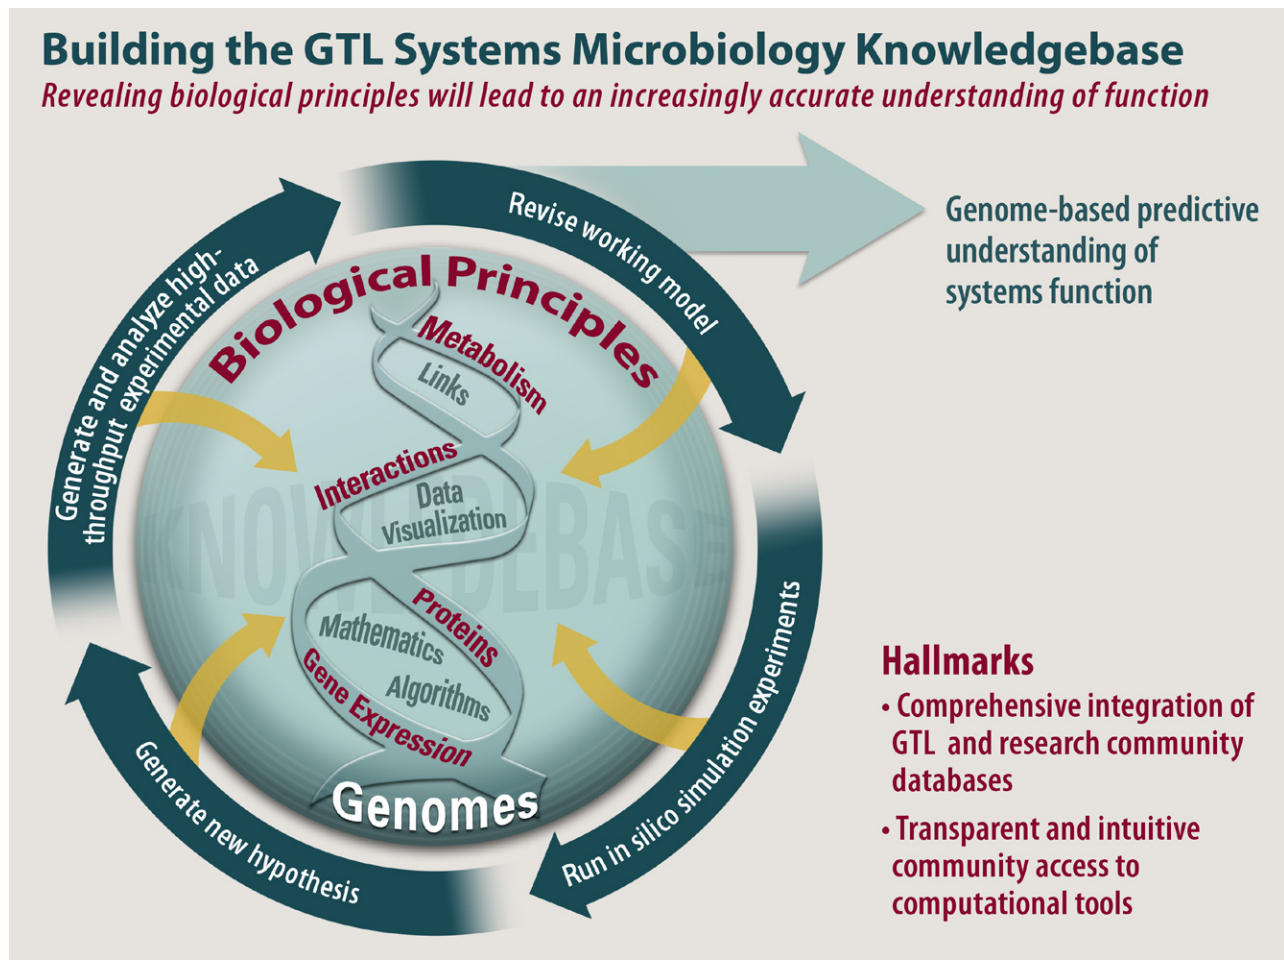 Building the GTL Systems Microbiology Knowledgebase
Revealing biological principles will lead to an increasingly accurate understanding of function
Revise working model
Genome-based predictive
understanding of
systems function
Generate and analyze high-
throughput experimental data
Biological Principles
Metabolism
Links
Interactions
Data
Visualization
KNOWLEDGEBASE
Proteins
Mathematics
Gene Expression
Algorithms
Genomes
Run in silico simulation experiments
Generate new hypothesis
Hallmarks
• Comprehensive integration of
GTL and research community
databases
• Transparent and intuitive
community access to
computational tools